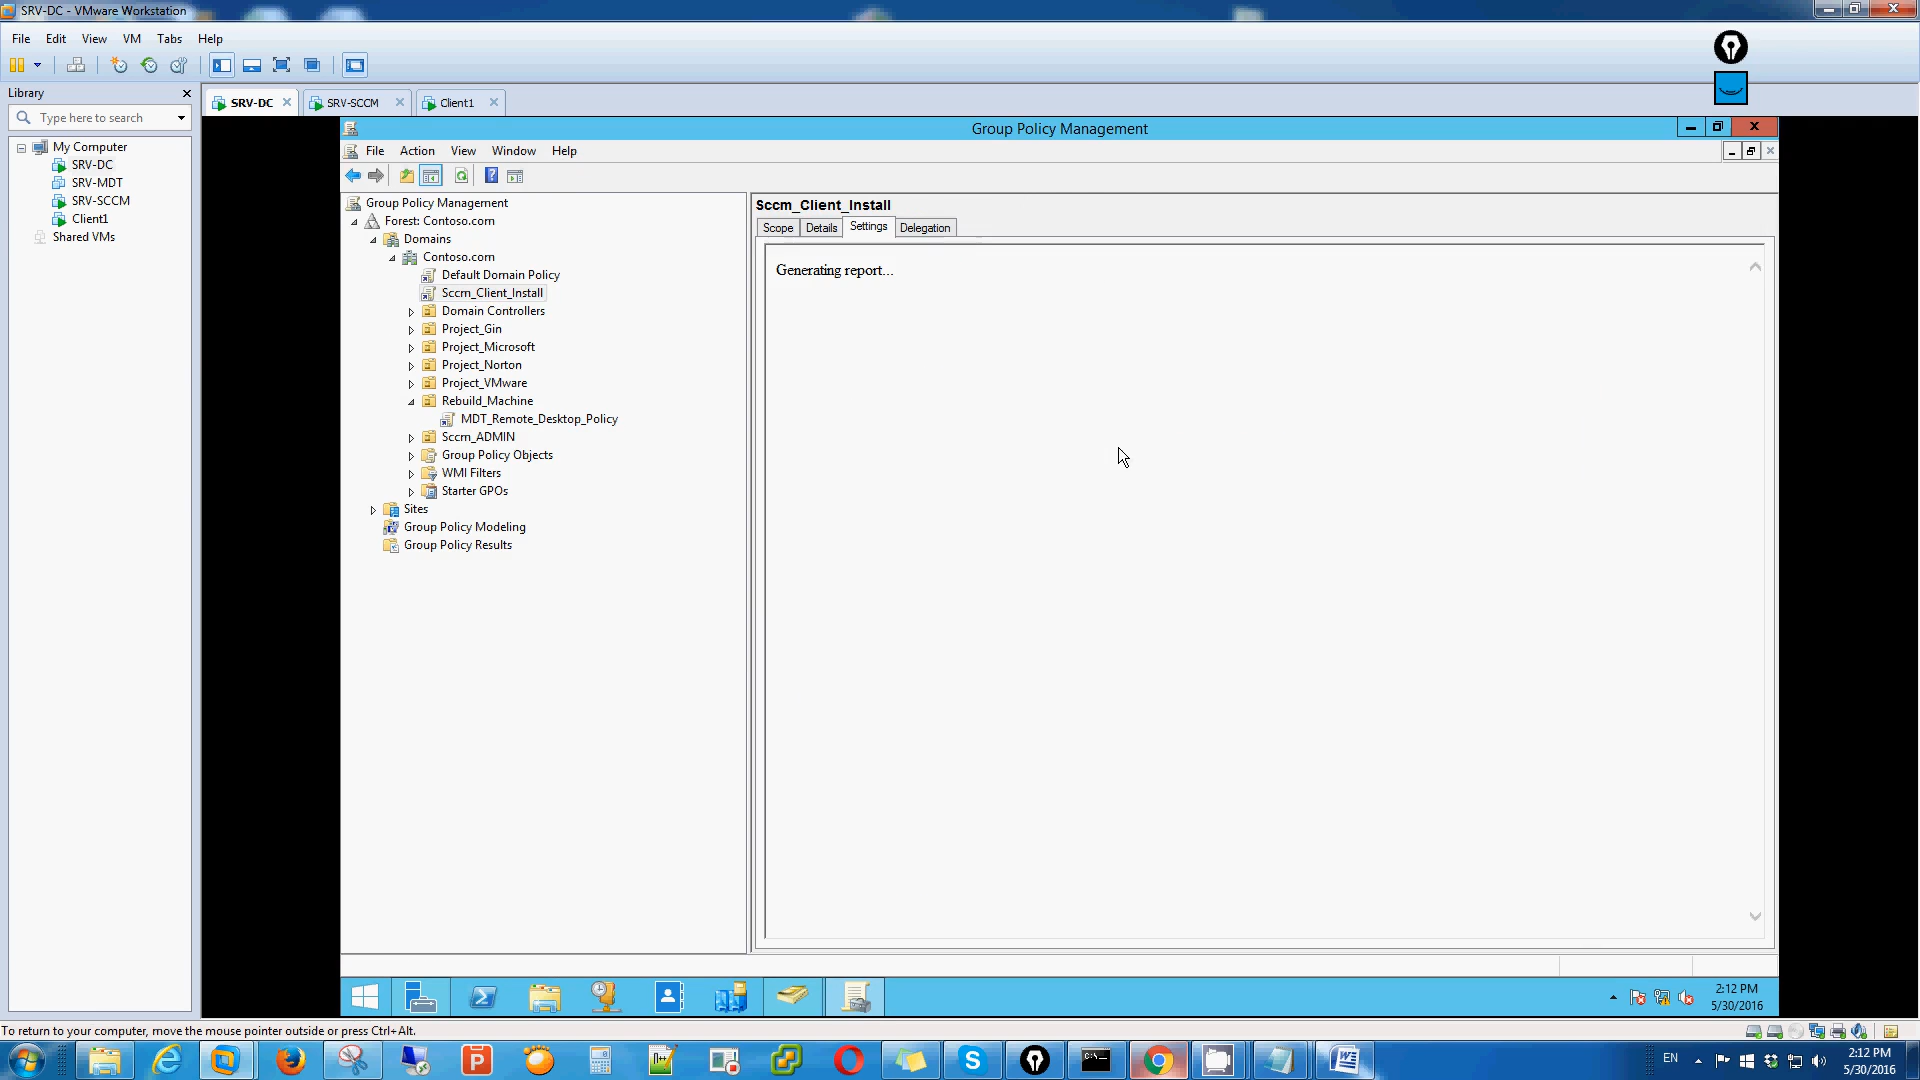 SRV-DC - VMware Workstation
File Edit View VM Tabs Help
Library
Type here to search
My Computer
SRV-DC
SRV-MDT
SRV-SCCM
Client1
Shared VMs
SRV-DC SRV-SCCM Client1
Group Policy Management
File Action View Window Help
Group Policy Management
Forest: Contoso.com
Domains
Contoso.com
Default Domain Policy
Sccm_Client_Install
Domain Controllers
Project_Gin
Project_Microsoft
Project_Norton
Project_VMware
Rebuild_Machine
MDT_Remote_Desktop_Policy
Sccm_ADMIN
Group Policy Objects
WMI Filters
Starter GPOs
Sites
Group Policy Modeling
Group Policy Results
Sccm_Client_Install
Scope Details Settings Delegation
Generating report...
2:12 PM
5/30/2016
To return to your computer, move the mouse pointer outside or press Ctrl+Alt.
EN
2:12 PM
5/30/2016